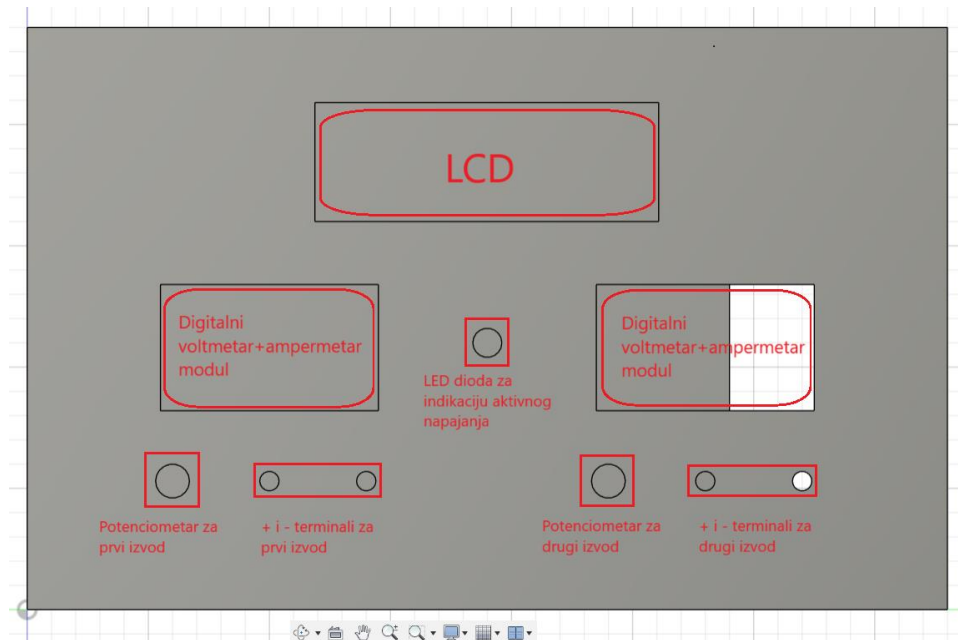 LCD
Digitalni
voltmetar+ampermetar
modul
LED dioda za
indikaciju aktivnog
napajanja
Digitalni
voltmetar+ampermetar
modul
Potenciometar za
prvi izvod
+ i - terminali za
prvi izvod
Potenciometar za
drugi izvod
+ i - terminali za
drugi izvod